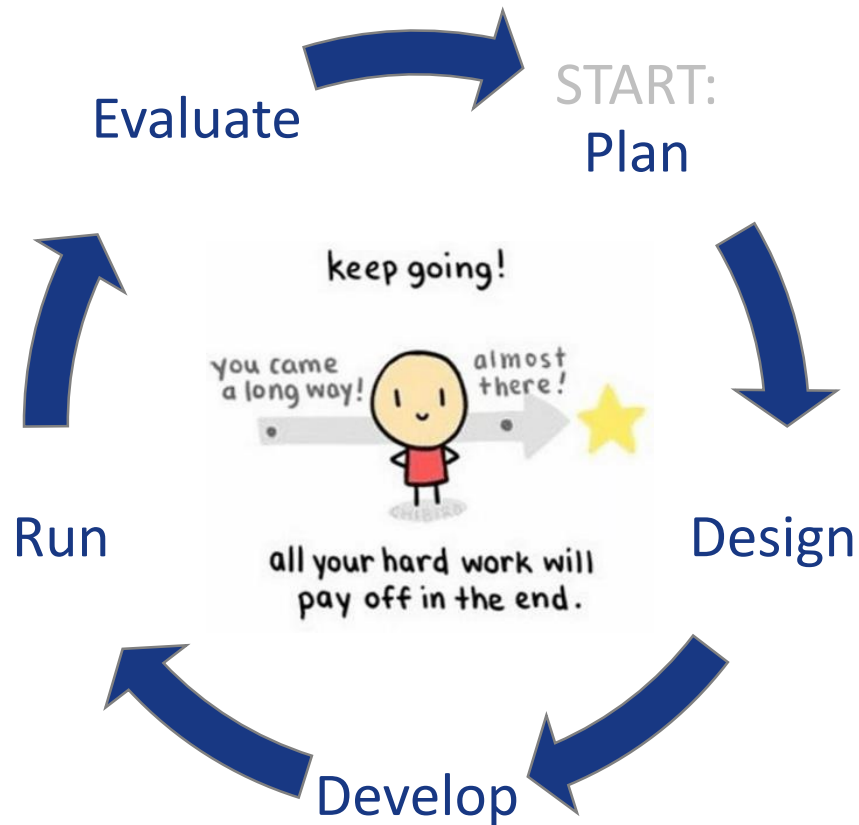 START:
Plan
Evaluate
keep going!
you came
a long way!
almost
there!
CHIBIRD
all your hard work will
pay off in the end.
Design
Run
Develop